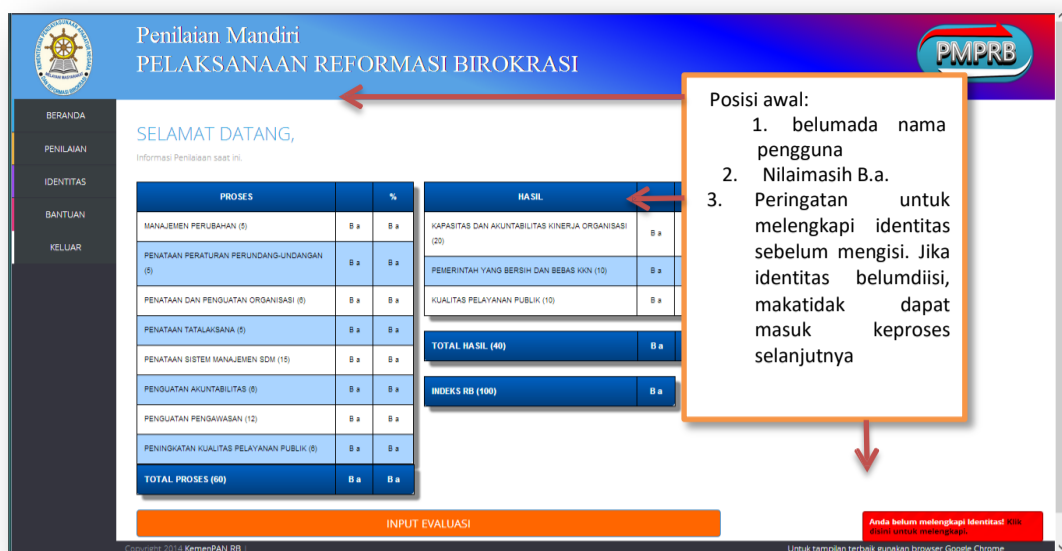 Penilaian Mandiri
PELAKSANAAN REFORMASI BIROKRASI
PMPRB
BERANDA
PENILAIAN
IDENTITAS
BANTUAN
KELUAR
SELAMAT DATANG,
Informasi Penilaiaan saat ini.
PROSES %
MANAJEMEN PERUBAHAN (5) B a B a
PENATAAN PERATURAN PERUNDANG-UNDANGAN
(5) B a B a
PENATAAN DAN PENGUATAN ORGANISASI (6) B a B a
PENATAAN TATALAKSANA (5) B a B a
PENATAAN SISTEM MANAJEMEN SDM (15) B a B a
PENGUATAN AKUNTABILITAS (6) B a B a
PENGUATAN PENGAWASAN (12) B a B a
PENINGKATAN KUALITAS PELAYANAN PUBLIK (6) B a B a
TOTAL PROSES (60) B a B a
HASIL
KAPASITAS DAN AKUNTABILITAS KINERJA ORGANISASI
(20) B a
PEMERINTAH YANG BERSIH DAN BEBAS KKN (10) B a
KUALITAS PELAYANAN PUBLIK (10) B a
TOTAL HASIL (40) B a
INDEKS RB (100) B a
Posisi awal:
1. belumada nama
pengguna
2. Nilaimasih B.a.
3. Peringatan untuk
melengkapi identitas
sebelum mengisi. Jika
identitas belumdiisi,
makatidak dapat
masuk keproses
selanjutnya
INPUT EVALUASI
Anda belum melengkapi Identitas! Klik
disini untuk melengkapi.
Copyright 2014 KemenPAN RB |
Untuk tampilan terbaik gunakan browser Google Chrome